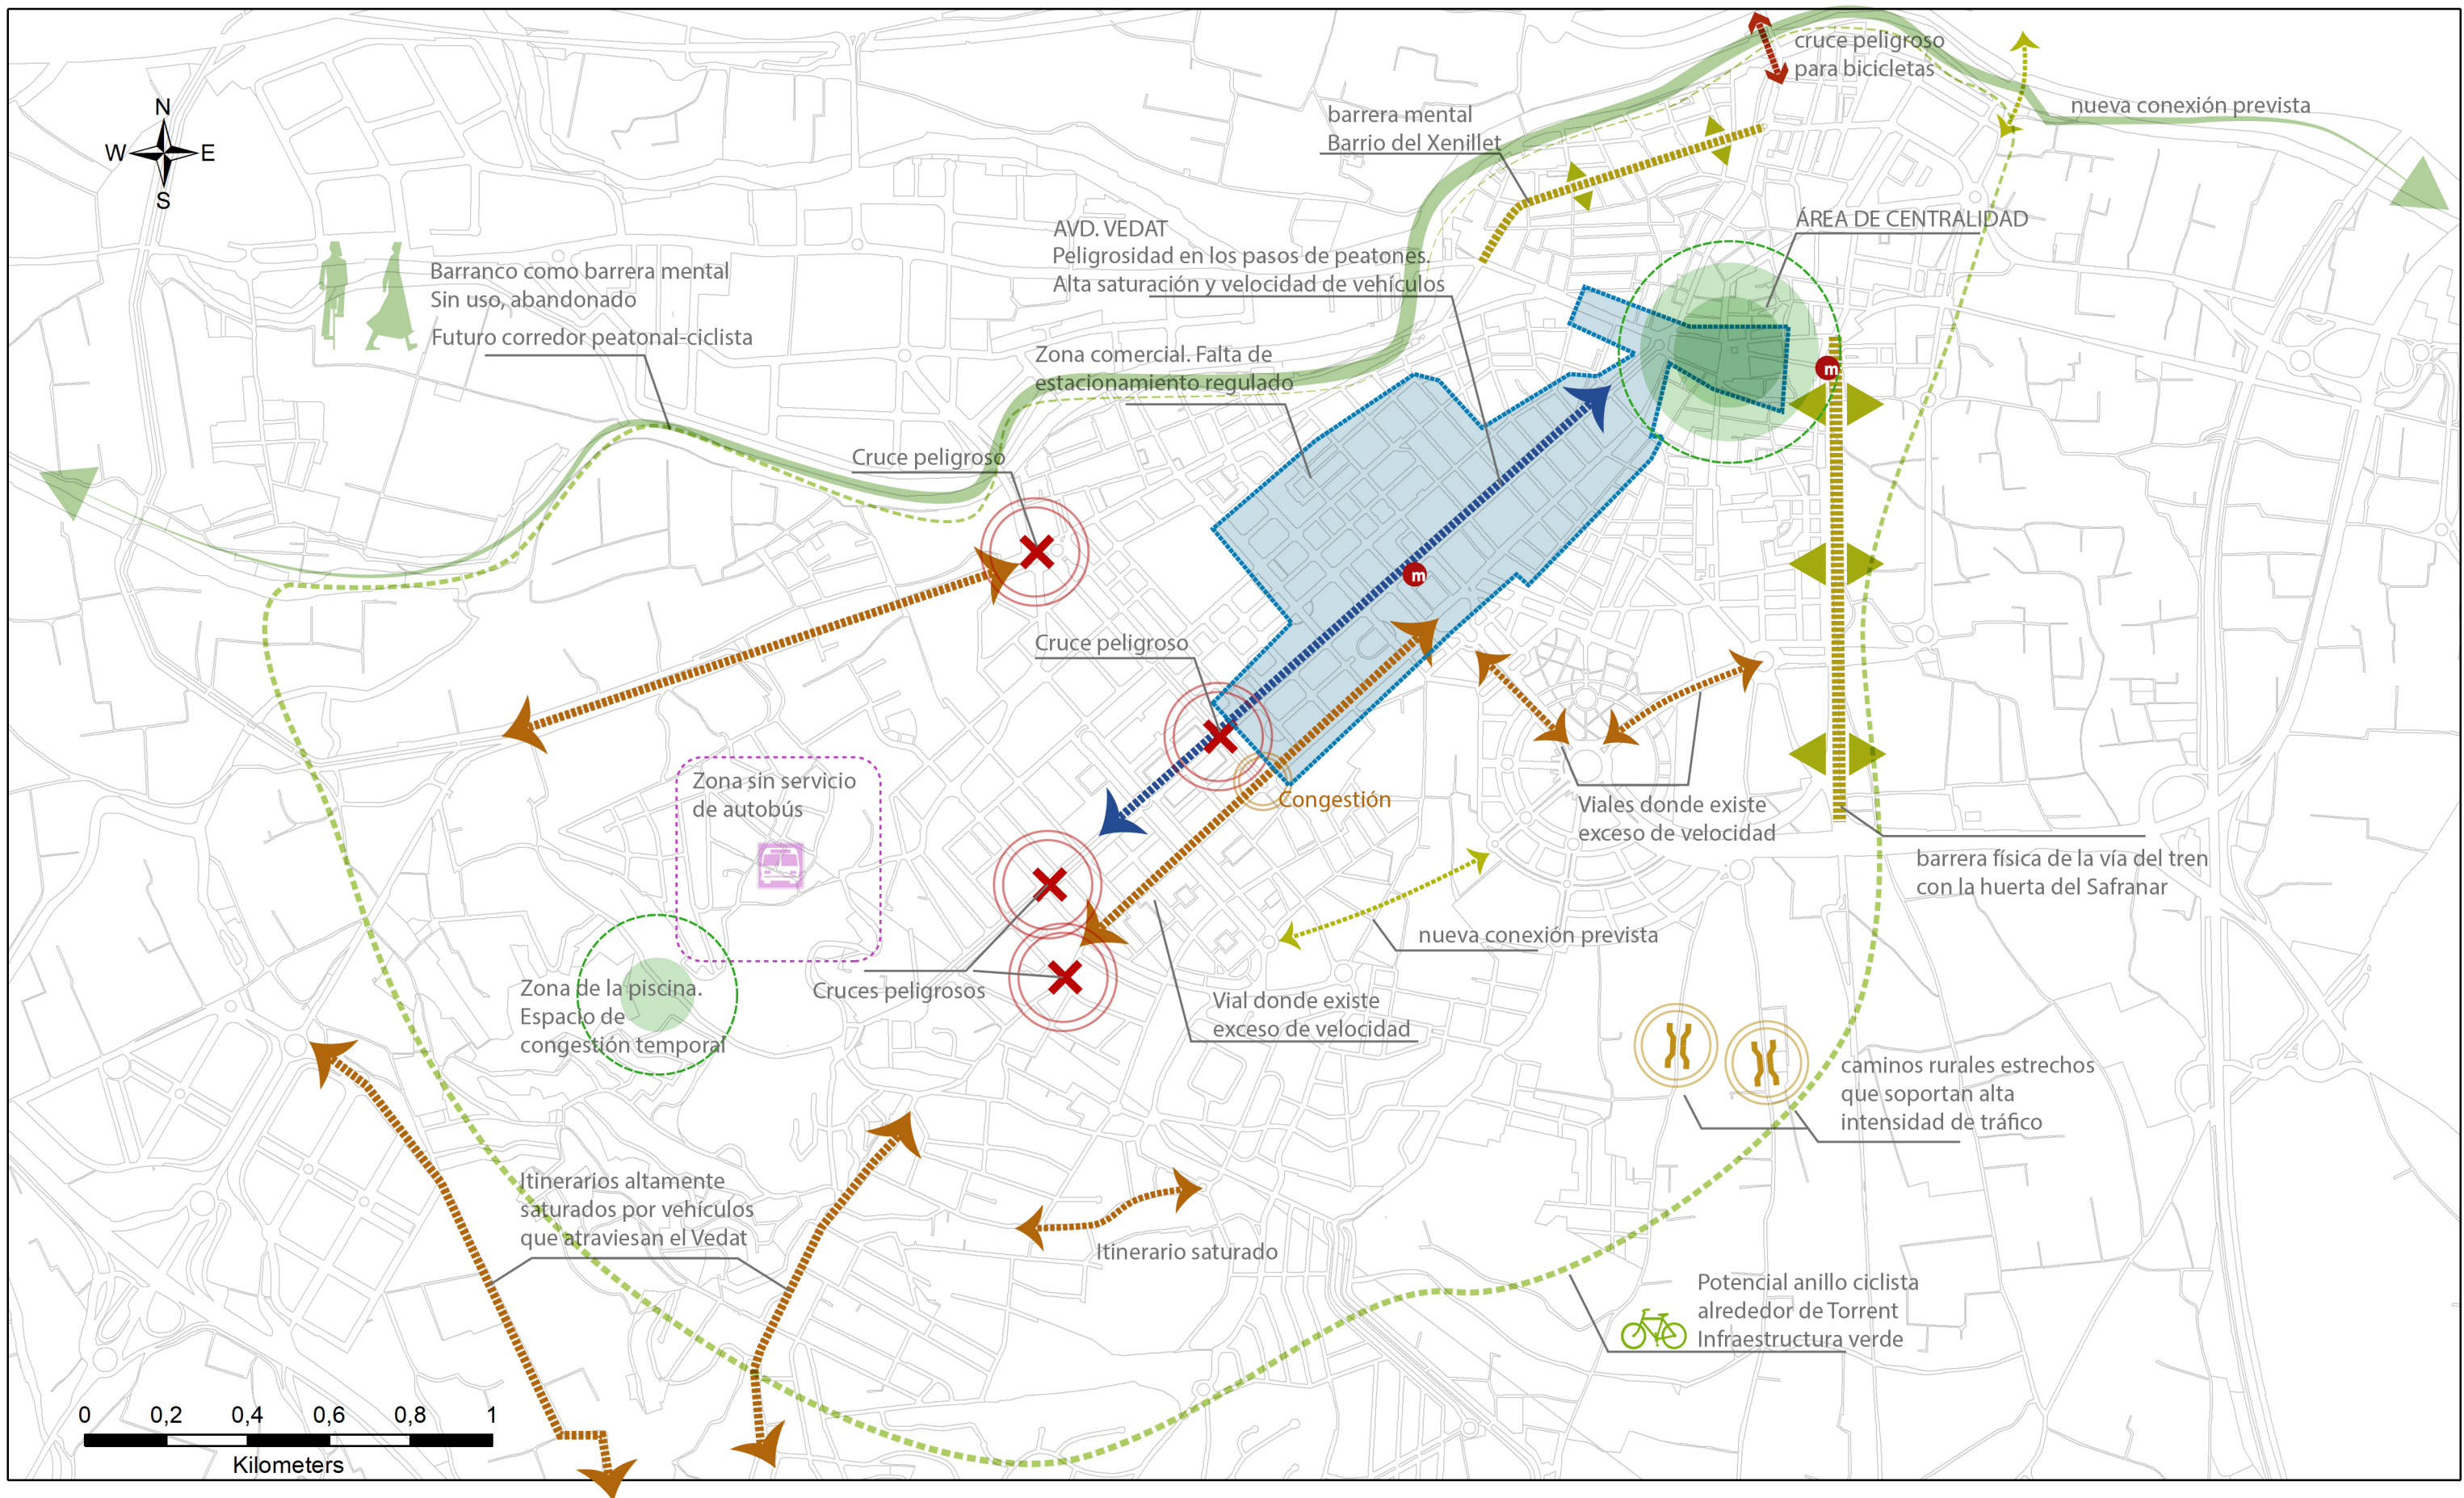 cruce peligroso
para bicicletas
nueva conexión prevista
barrera mental
Barrio del Xenillet
N
W
E
S
ÁREA DE CENTRALIDAD
AVD. VEDAT
Peligrosidad en los pasos de peatones.
Alta saturación y velocidad de vehículos
Barranco como barrera mental
Sin uso, abandonado
Futuro corredor peatonal-ciclista
Zona comercial. Falta de
estacionamiento regulado
m
Cruce peligroso
m
Cruce peligroso
Zona sin servicio
de autobús
Congestión
Viales donde existe
exceso de velocidad
barrera física de la vía del tren
con la huerta del Safranar
nueva conexión prevista
Zona de la piscina.
Espacio de
congestión temporal
Cruces peligrosos
Vial donde existe
exceso de velocidad
caminos rurales estrechos
que soportan alta
intensidad de tráfico
Itinerarios altamente
saturados por vehículos
que atraviesan el Vedat
Itinerario saturado
Potencial anillo ciclista
alrededor de Torrent
Infraestructura verde
0 0,2 0,4 0,6 0,8 1
Kilometers